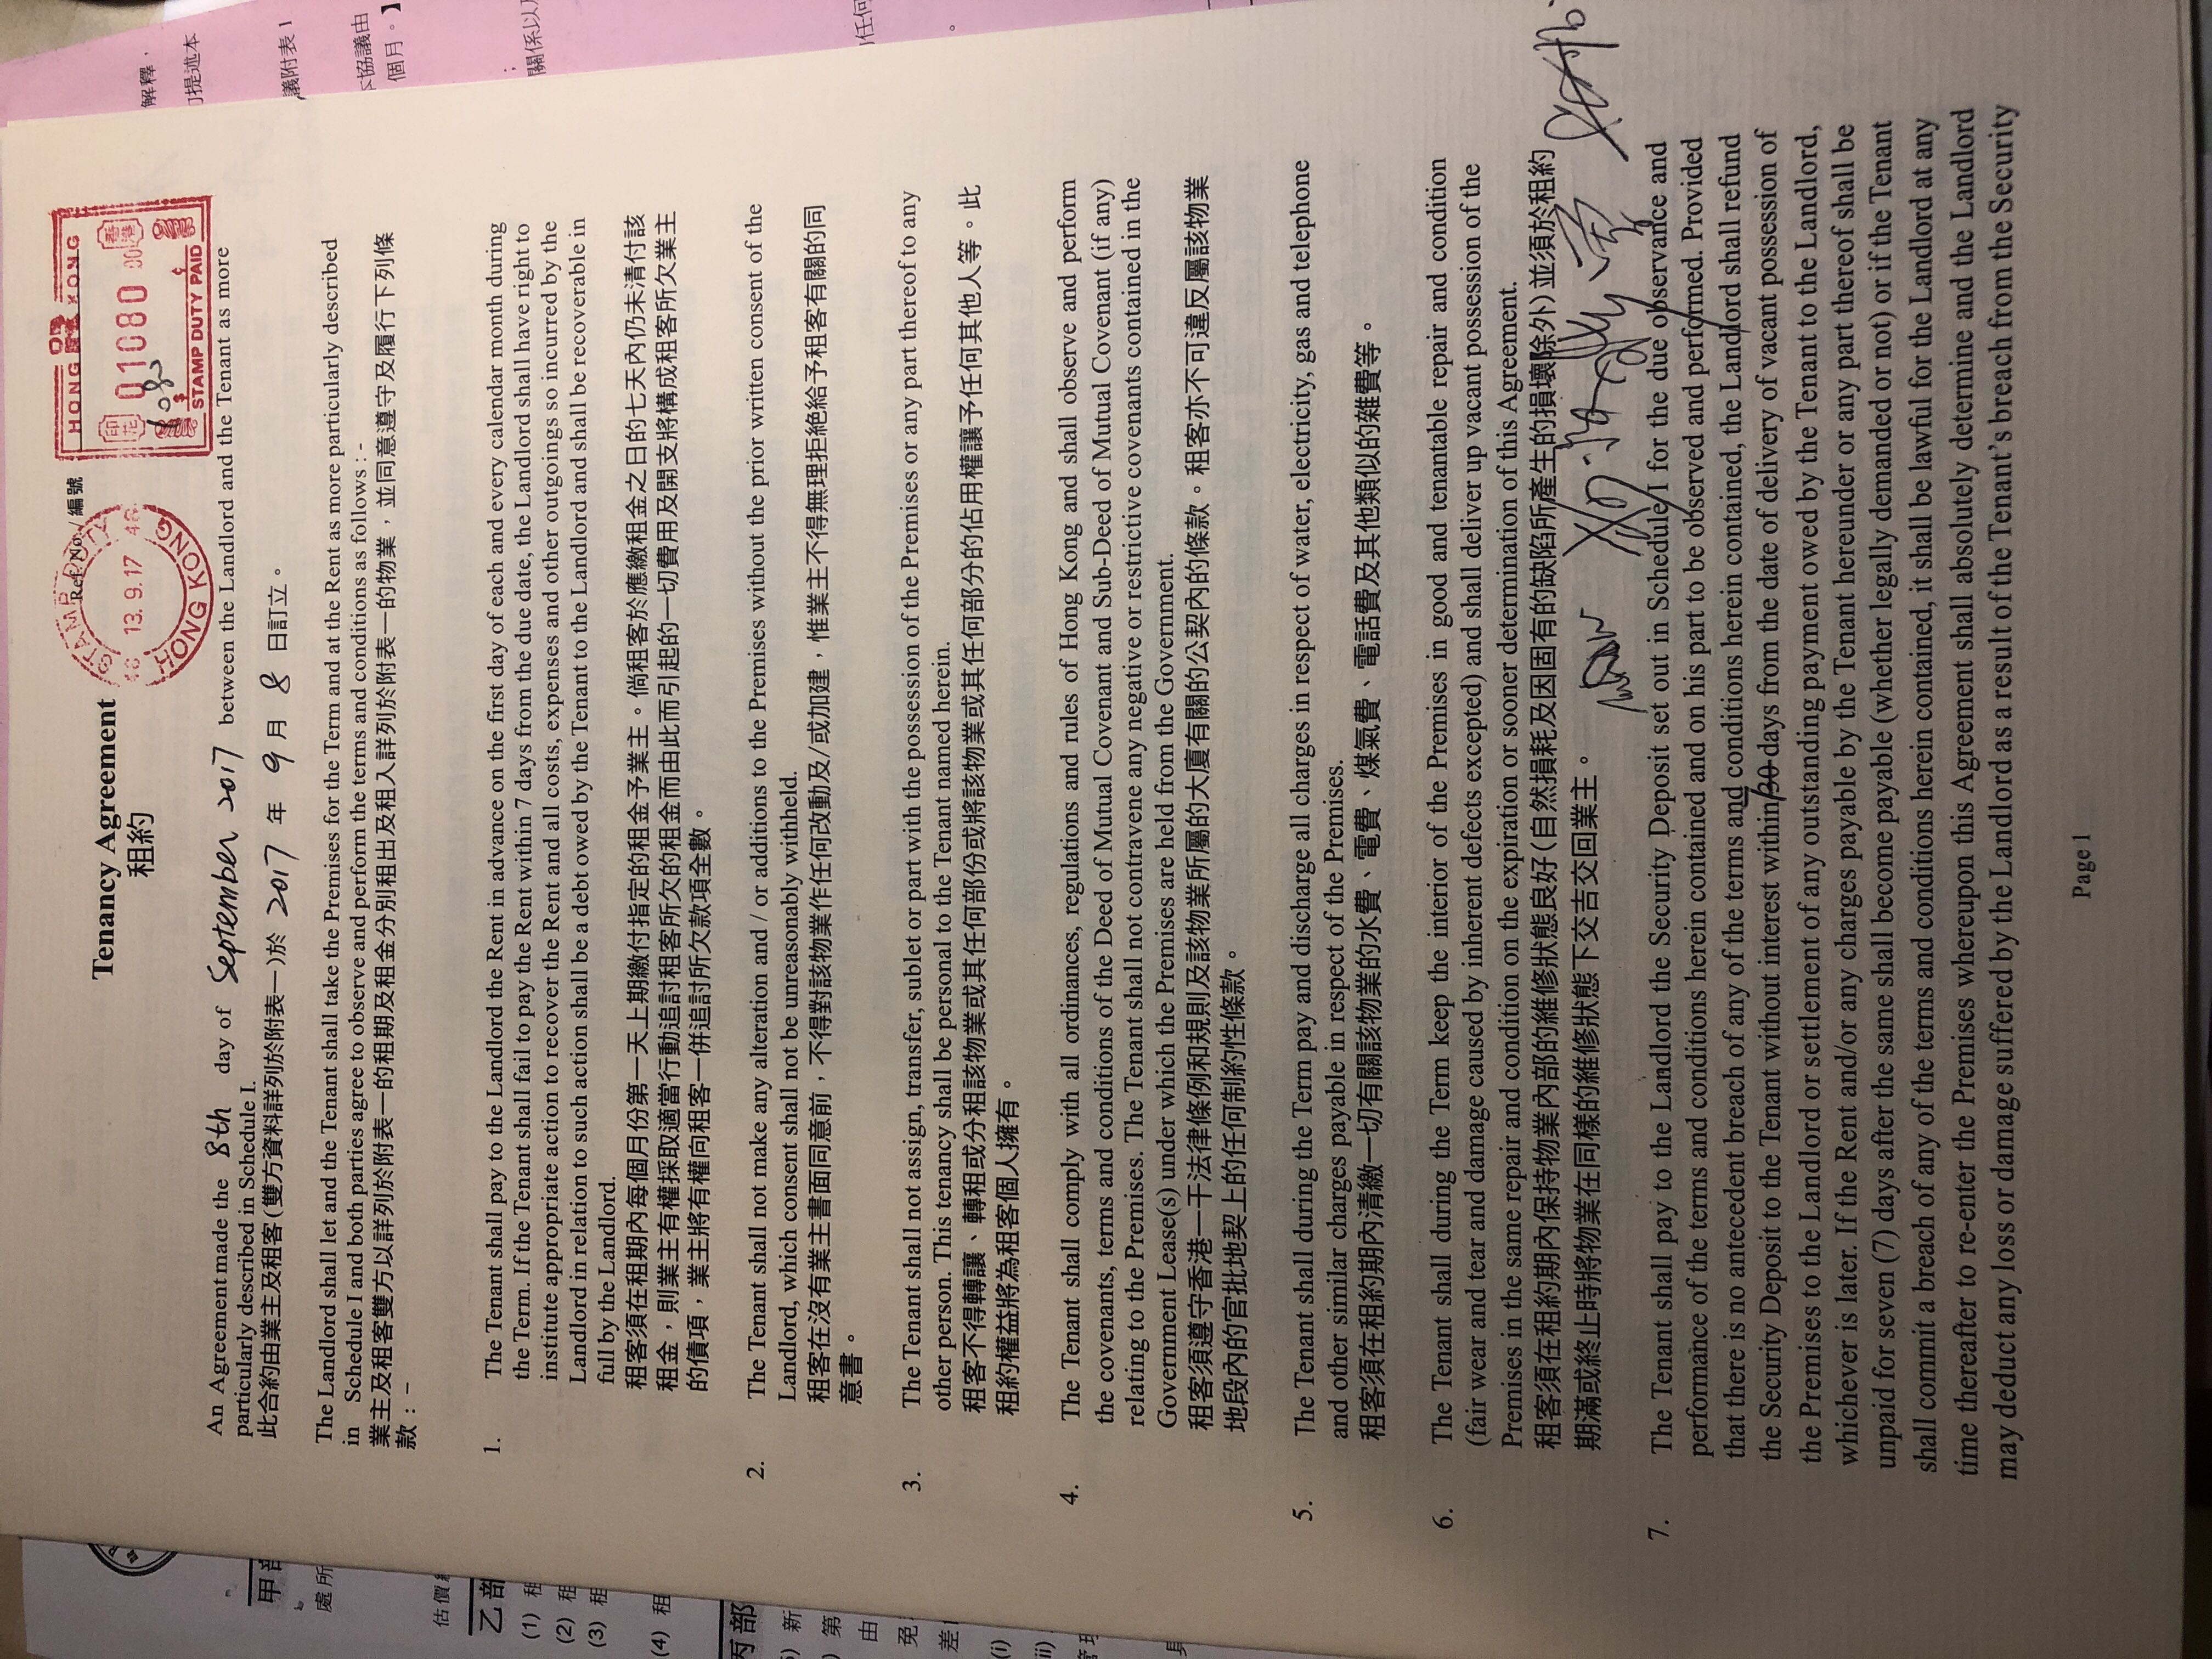 Tenancy Agreement
租約
Ref. No. / 編號
STAMP DUTY
13. 9. 17
HONG KONG
HONG KONG
印花
香港
01080 00
1080
$
STAMP DUTY PAID
An Agreement made the 8th day of September 2017 between the Landlord and the Tenant as more
particularly described in Schedule I.
此合約由業主及租客(雙方資料詳列於附表一)於 2017 年 9 月 8 日訂立。
The Landlord shall let and the Tenant shall take the Premises for the Term and at the Rent as more particularly described
in Schedule I and both parties agree to observe and perform the terms and conditions as follows : -
業主及租客雙方以詳列於附表一的租期及租金分別租出及租入詳列於附表一的物業，並同意遵守及履行下列條
款：–
1. The Tenant shall pay to the Landlord the Rent in advance on the first day of each and every calendar month during
the Term. If the Tenant shall fail to pay the Rent within 7 days from the due date, the Landlord shall have right to
institute appropriate action to recover the Rent and all costs, expenses and other outgoings so incurred by the
Landlord in relation to such action shall be a debt owed by the Tenant to the Landlord and shall be recoverable in
full by the Landlord.
租客須在租期內每個月份第一天上期繳付指定的租金予業主。倘租客於應繳租金之日的七天內仍未清付該
租金，則業主有權採取適當行動追討租客所欠的租金而由此而引起的一切費用及開支將構成租客所欠業主
的債項，業主將有權向租客一併追討所欠款項全數。
2. The Tenant shall not make any alteration and / or additions to the Premises without the prior written consent of the
Landlord, which consent shall not be unreasonably withheld.
租客在沒有業主書面同意前，不得對該物業作任何改動及/或加建，惟業主不得無理拒絕給予租客有關的同
意書。
3. The Tenant shall not assign, transfer, sublet or part with the possession of the Premises or any part thereof to any
other person. This tenancy shall be personal to the Tenant named herein.
租客不得轉讓、轉租或分租該物業或其任何部份或將該物業或其任何部分的佔用權讓予任何其他人等。此
租約權益將為租客個人擁有。
4. The Tenant shall comply with all ordinances, regulations and rules of Hong Kong and shall observe and perform
the covenants, terms and conditions of the Deed of Mutual Covenant and Sub-Deed of Mutual Covenant (if any)
relating to the Premises. The Tenant shall not contravene any negative or restrictive covenants contained in the
Government Lease(s) under which the Premises are held from the Government.
租客須遵守香港一干法律條例和規則及該物業所屬的大廈有關的公契內的條款。租客亦不可違反屬該物業
地段內的官批地契上的任何制約性條款。
5. The Tenant shall during the Term pay and discharge all charges in respect of water, electricity, gas and telephone
and other similar charges payable in respect of the Premises.
租客須在租約期內清繳一切有關該物業的水費、電費、煤氣費、電話費及其他類似的雜費等。
6. The Tenant shall during the Term keep the interior of the Premises in good and tenantable repair and condition
(fair wear and tear and damage caused by inherent defects excepted) and shall deliver up vacant possession of the
Premises in the same repair and condition on the expiration or sooner determination of this Agreement.
租客須在租約期內保持物業內部的維修狀態良好(自然損耗及因固有的缺陷所產生的損壞除外)並須於租約
期滿或終止時將物業在同樣的維修狀態下交吉交回業主。
7. The Tenant shall pay to the Landlord the Security Deposit set out in Schedule I for the due observance and
performance of the terms and conditions herein contained and on his part to be observed and performed. Provided
that there is no antecedent breach of any of the terms and conditions herein contained, the Landlord shall refund
the Security Deposit to the Tenant without interest within 30 days from the date of delivery of vacant possession of
the Premises to the Landlord or settlement of any outstanding payment owed by the Tenant to the Landlord,
whichever is later. If the Rent and/or any charges payable by the Tenant hereunder or any part thereof shall be
unpaid for seven (7) days after the same shall become payable (whether legally demanded or not) or if the Tenant
shall commit a breach of any of the terms and conditions herein contained, it shall be lawful for the Landlord at any
time thereafter to re-enter the Premises whereupon this Agreement shall absolutely determine and the Landlord
may deduct any loss or damage suffered by the Landlord as a result of the Tenant's breach from the Security
Page 1
解釋，
提述本
議附表 1
本協議由
個月。】
；
關係以
任何
。
甲部
處所
估價
乙部
(1) 租
(2) 租
(3) 租
(4) 租
丙部
新
第
由
免
差
(i)
ii)